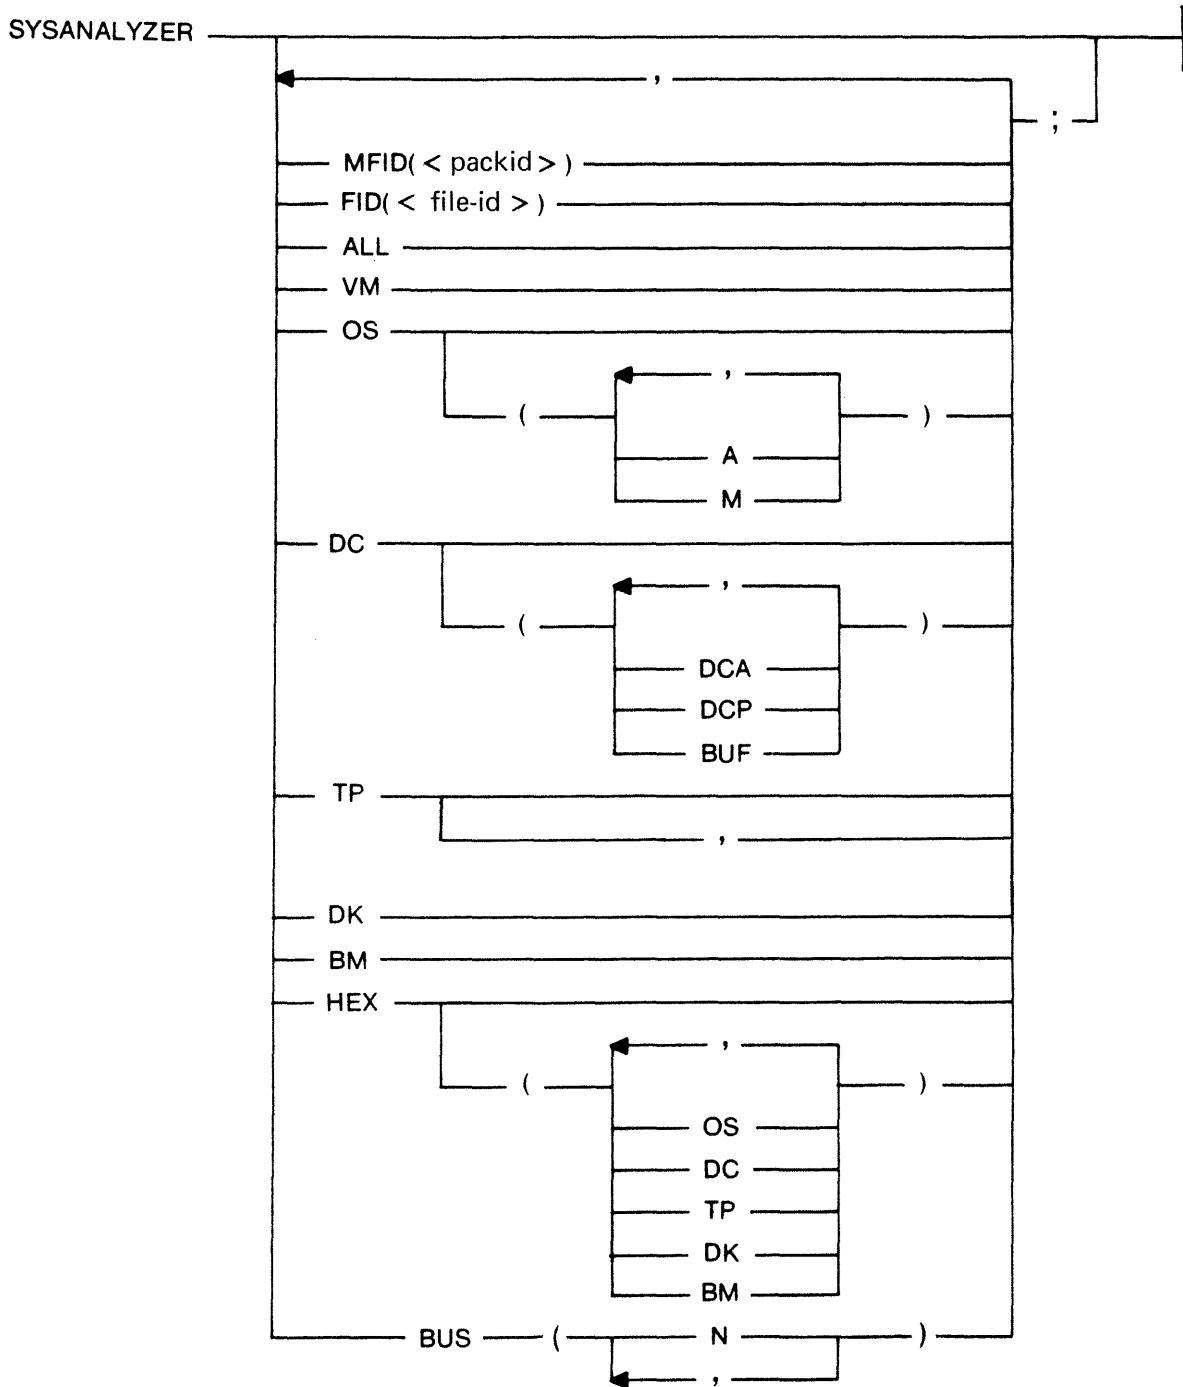 SYSANALYZER
,
;
MFID( < packid > )
FID( < file-id > )
ALL
VM
OS
,
( )
A
M
DC
,
( )
DCA
DCP
BUF
TP
,
DK
BM
HEX
,
( )
OS
DC
TP
DK
BM
BUS ( N )
,